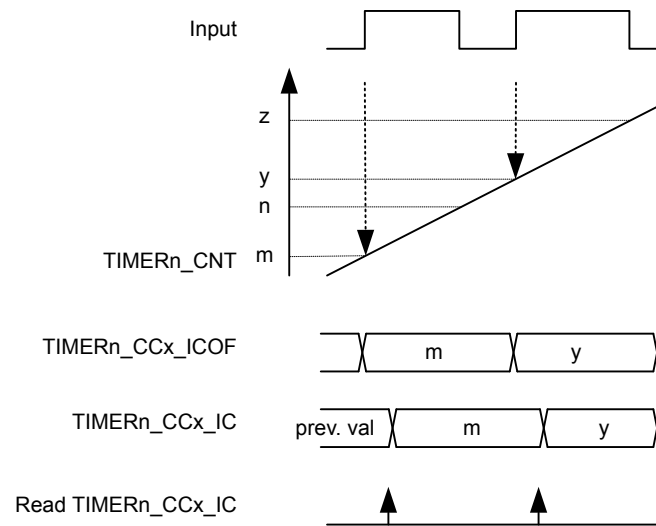 Input
z
y
n
TIMERn_CNT m
TIMERn_CCx_ICOF m y
TIMERn_CCx_IC prev. val m y
Read TIMERn_CCx_IC